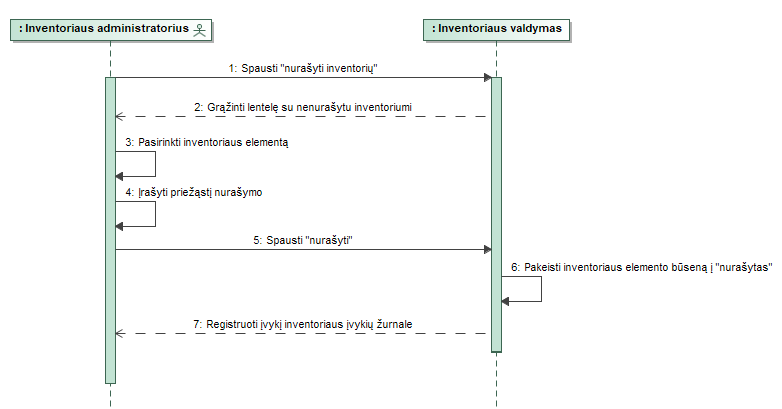 : Inventoriaus administratorius
: Inventoriaus valdymas
1: Spausti "nurašyti inventorių"
2: Grąžinti lentelę su nenurašytu inventoriumi
3: Pasirinkti inventoriaus elementą
4: Įrašyti priežąstį nurašymo
5: Spausti "nurašyti"
6: Pakeisti inventoriaus elemento būseną į "nurašytas"
7: Registruoti įvykį inventoriaus įvykių žurnale